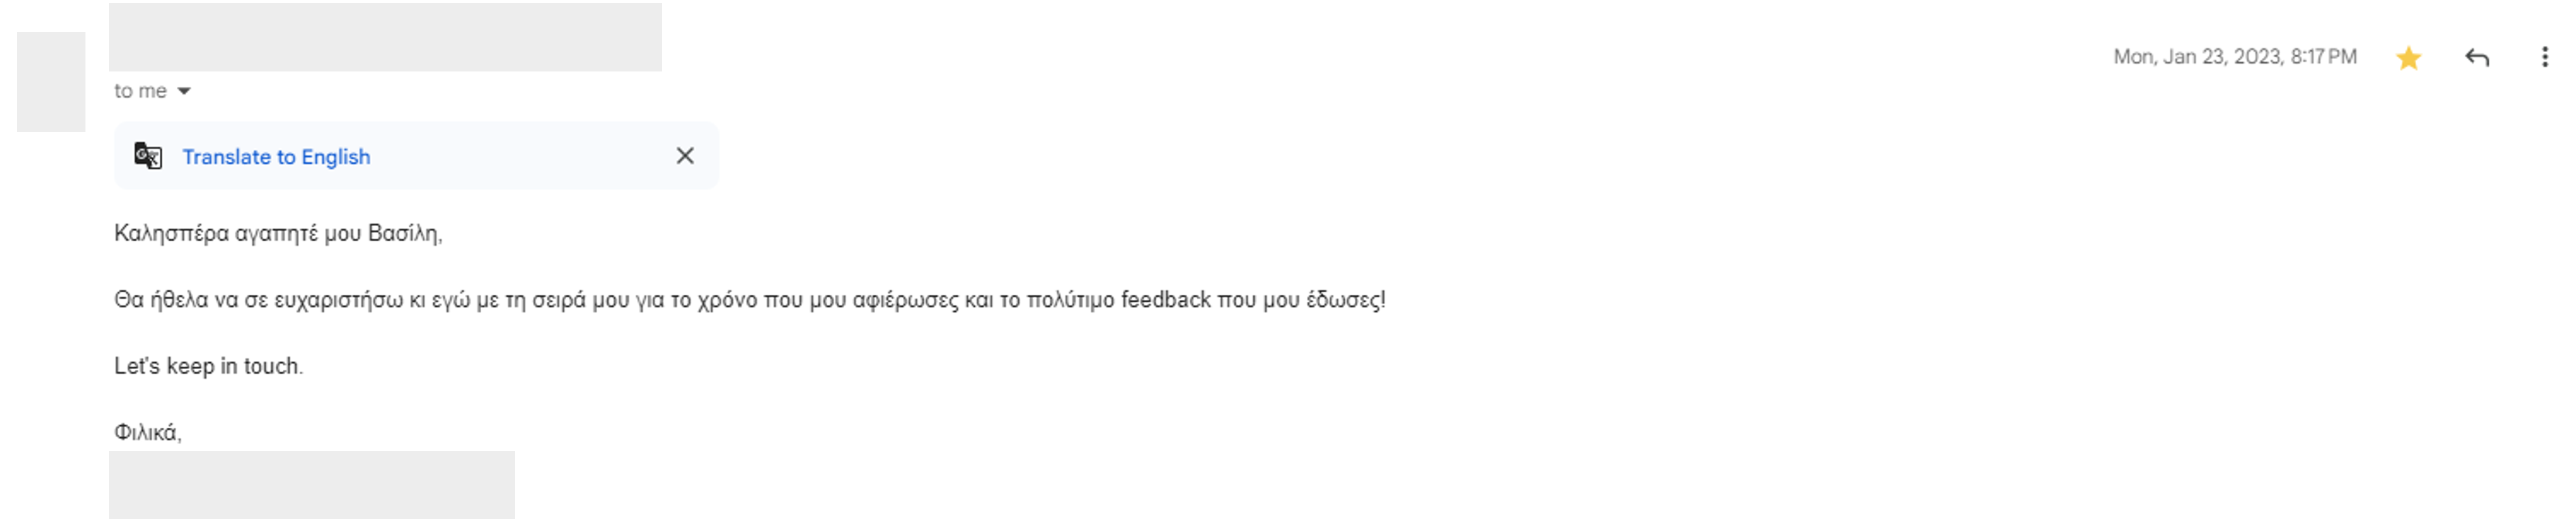 Mon, Jan 23, 2023, 8:17 PM
to me
Translate to English
Καλησπέρα αγαπητέ μου Βασίλη,
Θα ήθελα να σε ευχαριστήσω κι εγώ με τη σειρά μου για το χρόνο που μου αφιέρωσες και το πολύτιμο feedback που μου έδωσες!
Let's keep in touch.
Φιλικά,